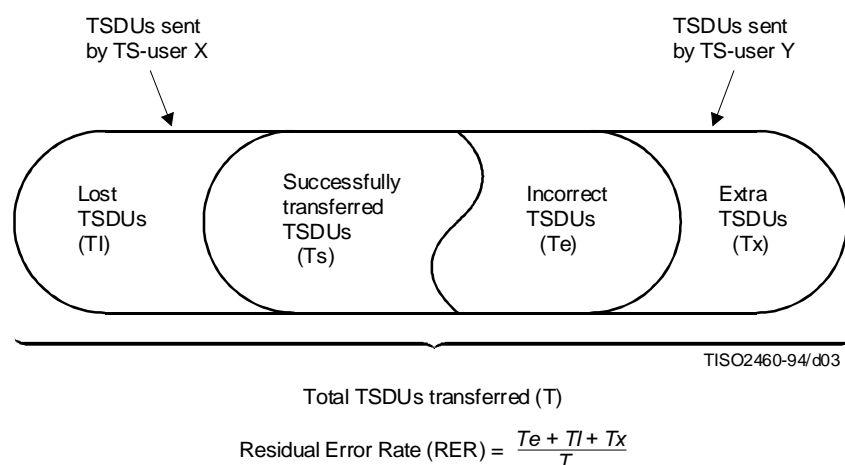 TSDUs sent
by TS-user X
TSDUs sent
by TS-user Y
Lost
TSDUs
(Tl)
Successfully
transferred
TSDUs
(Ts)
Incorrect
TSDUs
(Te)
Extra
TSDUs
(Tx)
TISO2460-94/d03
Total TSDUs transferred (T)
Residual Error Rate (RER) = Te + Tl + Tx
T